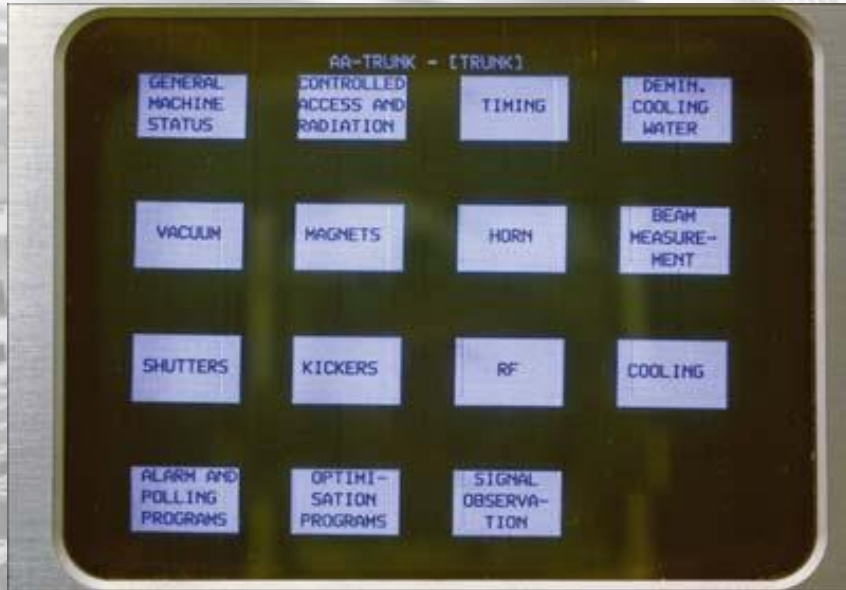 AA-TRUNK - [TRUNK]
GENERAL
MACHINE
STATUS
CONTROLLED
ACCESS AND
RADIATION
TIMING
DEMIN.
COOLING
WATER
VACUUM
MAGNETS
HORN
BEAM
MEASURE-
MENT
SHUTTERS
KICKERS
RF
COOLING
ALARM AND
POLLING
PROGRAMS
OPTIMI-
SATION
PROGRAMS
SIGNAL
OBSERVA-
TION